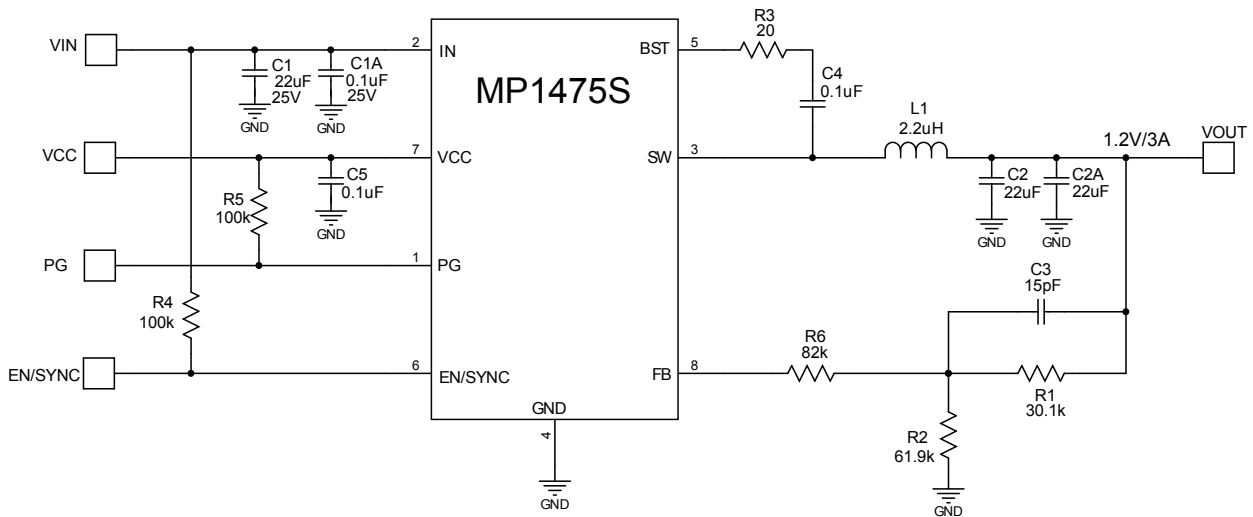 VIN
2
IN
C1
22uF
25V
GND
C1A
0.1uF
25V
GND
VCC
7
VCC
C5
0.1uF
GND
R5
100k
PG
1
PG
R4
100k
EN/SYNC
6
EN/SYNC
MP1475S
GND
4
GND
BST
5
R3
20
C4
0.1uF
SW
3
L1
2.2uH
1.2V/3A
VOUT
C2
22uF
GND
C2A
22uF
GND
C3
15pF
FB
8
R6
82k
R1
30.1k
R2
61.9k
GND